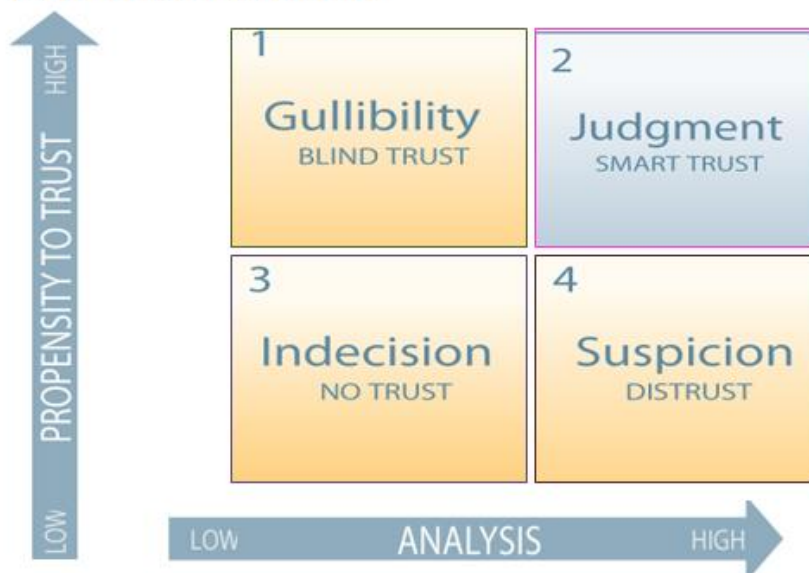 HIGH
PROPENSITY TO TRUST
LOW
1
Gullibility
BLIND TRUST
2
Judgment
SMART TRUST
3
Indecision
NO TRUST
4
Suspicion
DISTRUST
LOW ANALYSIS HIGH